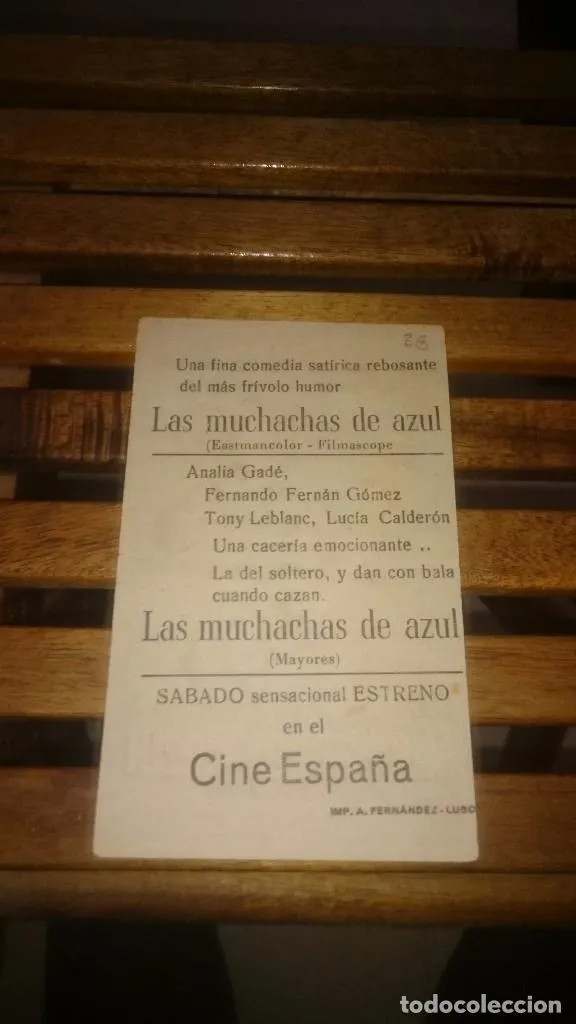 Una fina comedia satírica rebosante
del más frívolo humor
Las muchachas de azul
(Eastmancolor - Filmascope
Analia Gadé,
Fernando Fernán Gómez
Tony Leblanc, Lucía Calderón
Una cacería emocionante ..
La del soltero, y dan con bala
cuando cazan.
Las muchachas de azul
(Mayores)
SABADO sensacional ESTRENO
en el
Cine España
IMP. A. FERNÁNDEZ - LUGO
todocoleccion